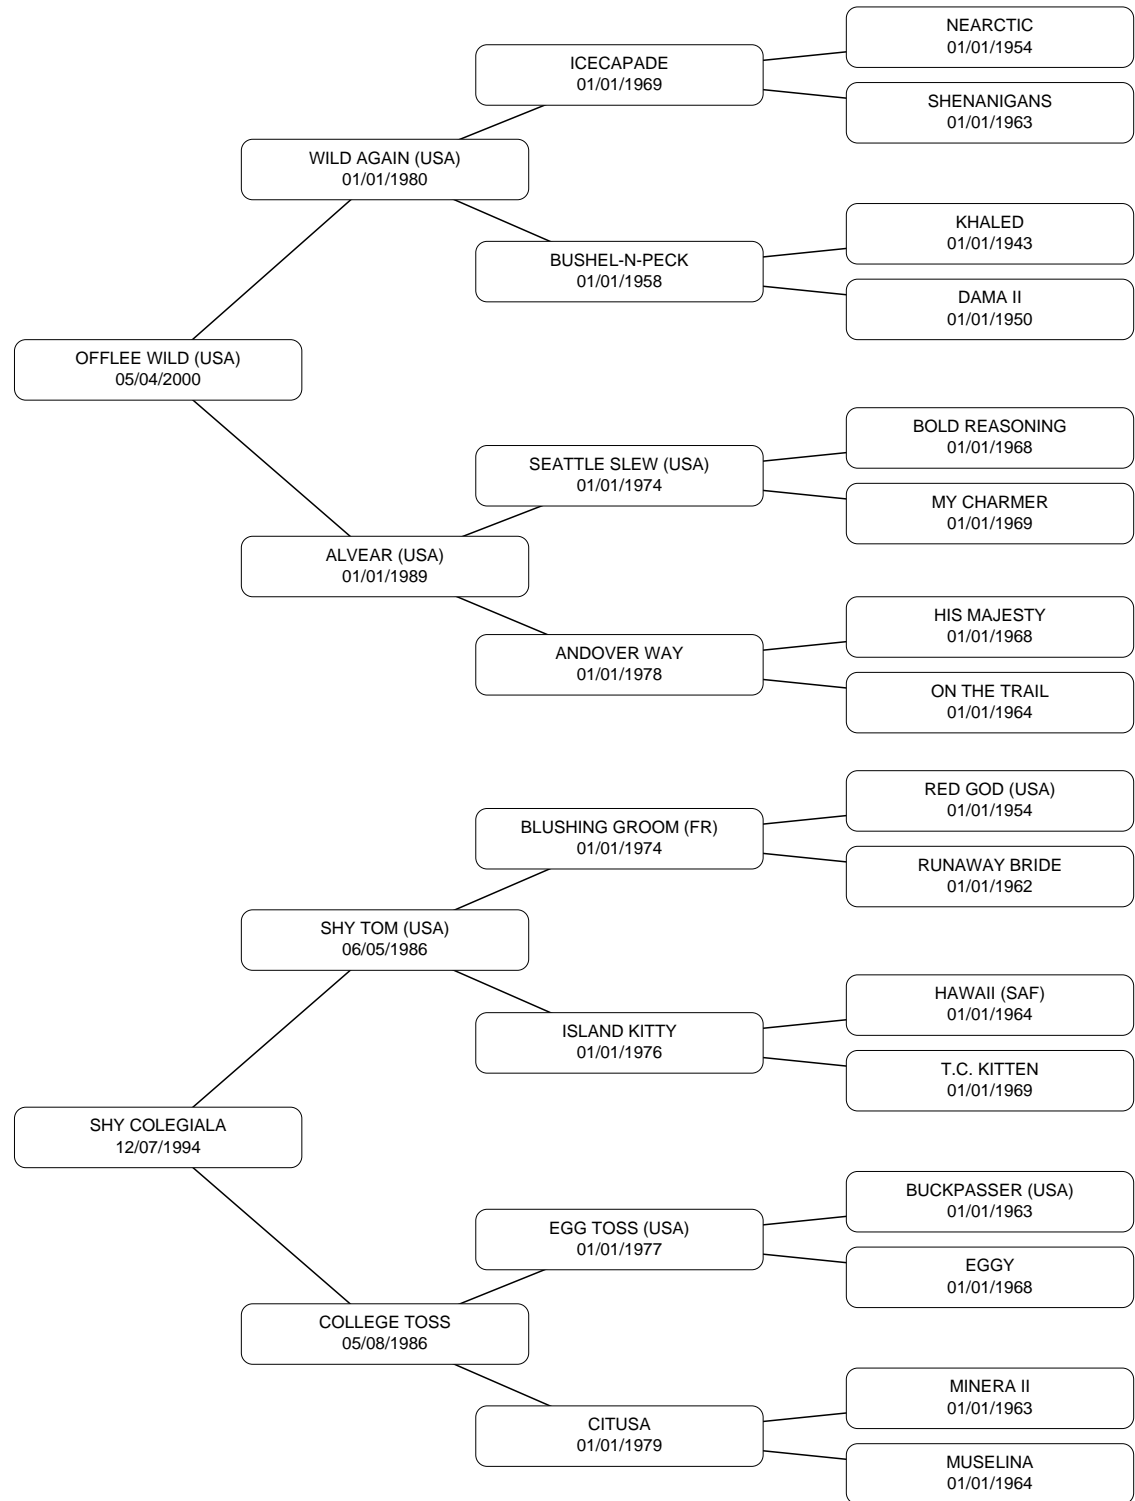 NEARCTIC
01/01/1954
ICECAPADE
01/01/1969
SHENANIGANS
01/01/1963
WILD AGAIN (USA)
01/01/1980
KHALED
01/01/1943
BUSHEL-N-PECK
01/01/1958
DAMA II
01/01/1950
OFFLEE WILD (USA)
05/04/2000
BOLD REASONING
01/01/1968
SEATTLE SLEW (USA)
01/01/1974
MY CHARMER
01/01/1969
ALVEAR (USA)
01/01/1989
HIS MAJESTY
01/01/1968
ANDOVER WAY
01/01/1978
ON THE TRAIL
01/01/1964
RED GOD (USA)
01/01/1954
BLUSHING GROOM (FR)
01/01/1974
RUNAWAY BRIDE
01/01/1962
SHY TOM (USA)
06/05/1986
HAWAII (SAF)
01/01/1964
ISLAND KITTY
01/01/1976
T.C. KITTEN
01/01/1969
SHY COLEGIALA
12/07/1994
BUCKPASSER (USA)
01/01/1963
EGG TOSS (USA)
01/01/1977
EGGY
01/01/1968
COLLEGE TOSS
05/08/1986
MINERA II
01/01/1963
CITUSA
01/01/1979
MUSELINA
01/01/1964